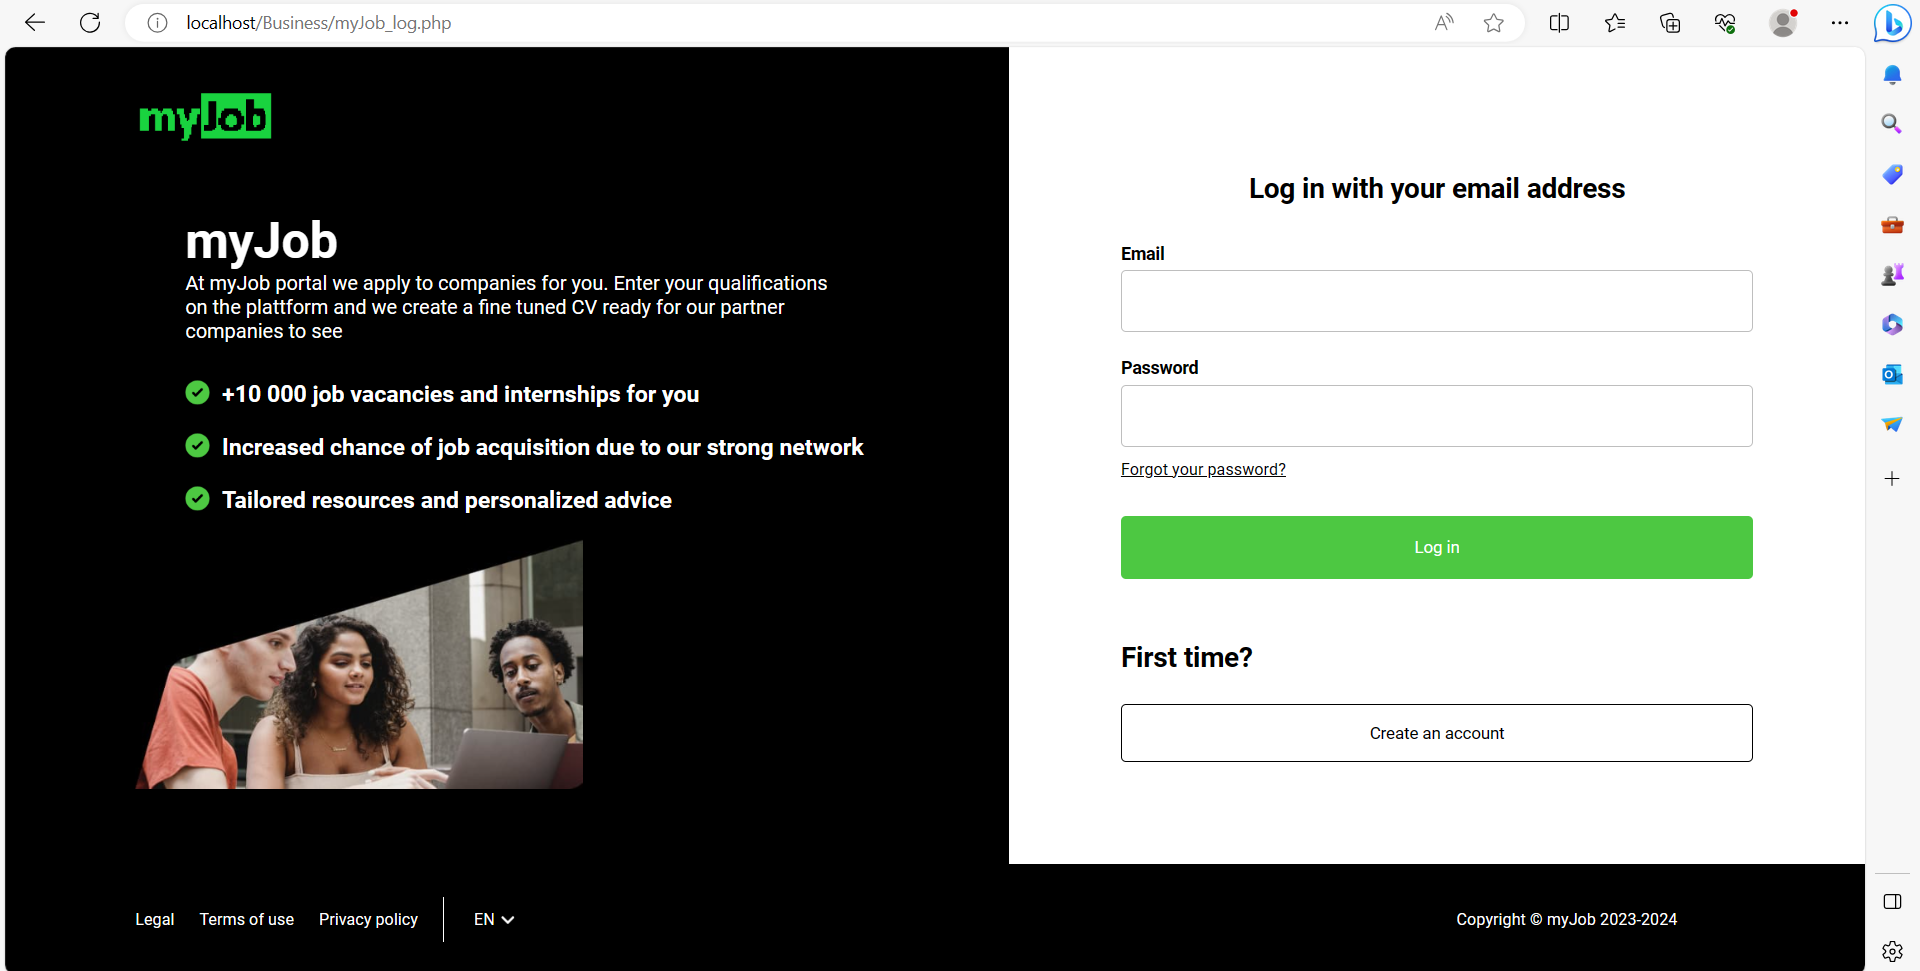 localhost/Business/myJob_log.php
myJob
myJob
At myJob portal we apply to companies for you. Enter your qualifications
on the plattform and we create a fine tuned CV ready for our partner
companies to see
+10 000 job vacancies and internships for you
Increased chance of job acquisition due to our strong network
Tailored resources and personalized advice
Log in with your email address
Email
Password
Forgot your password?
Log in
First time?
Create an account
Legal Terms of use Privacy policy EN
Copyright © myJob 2023-2024